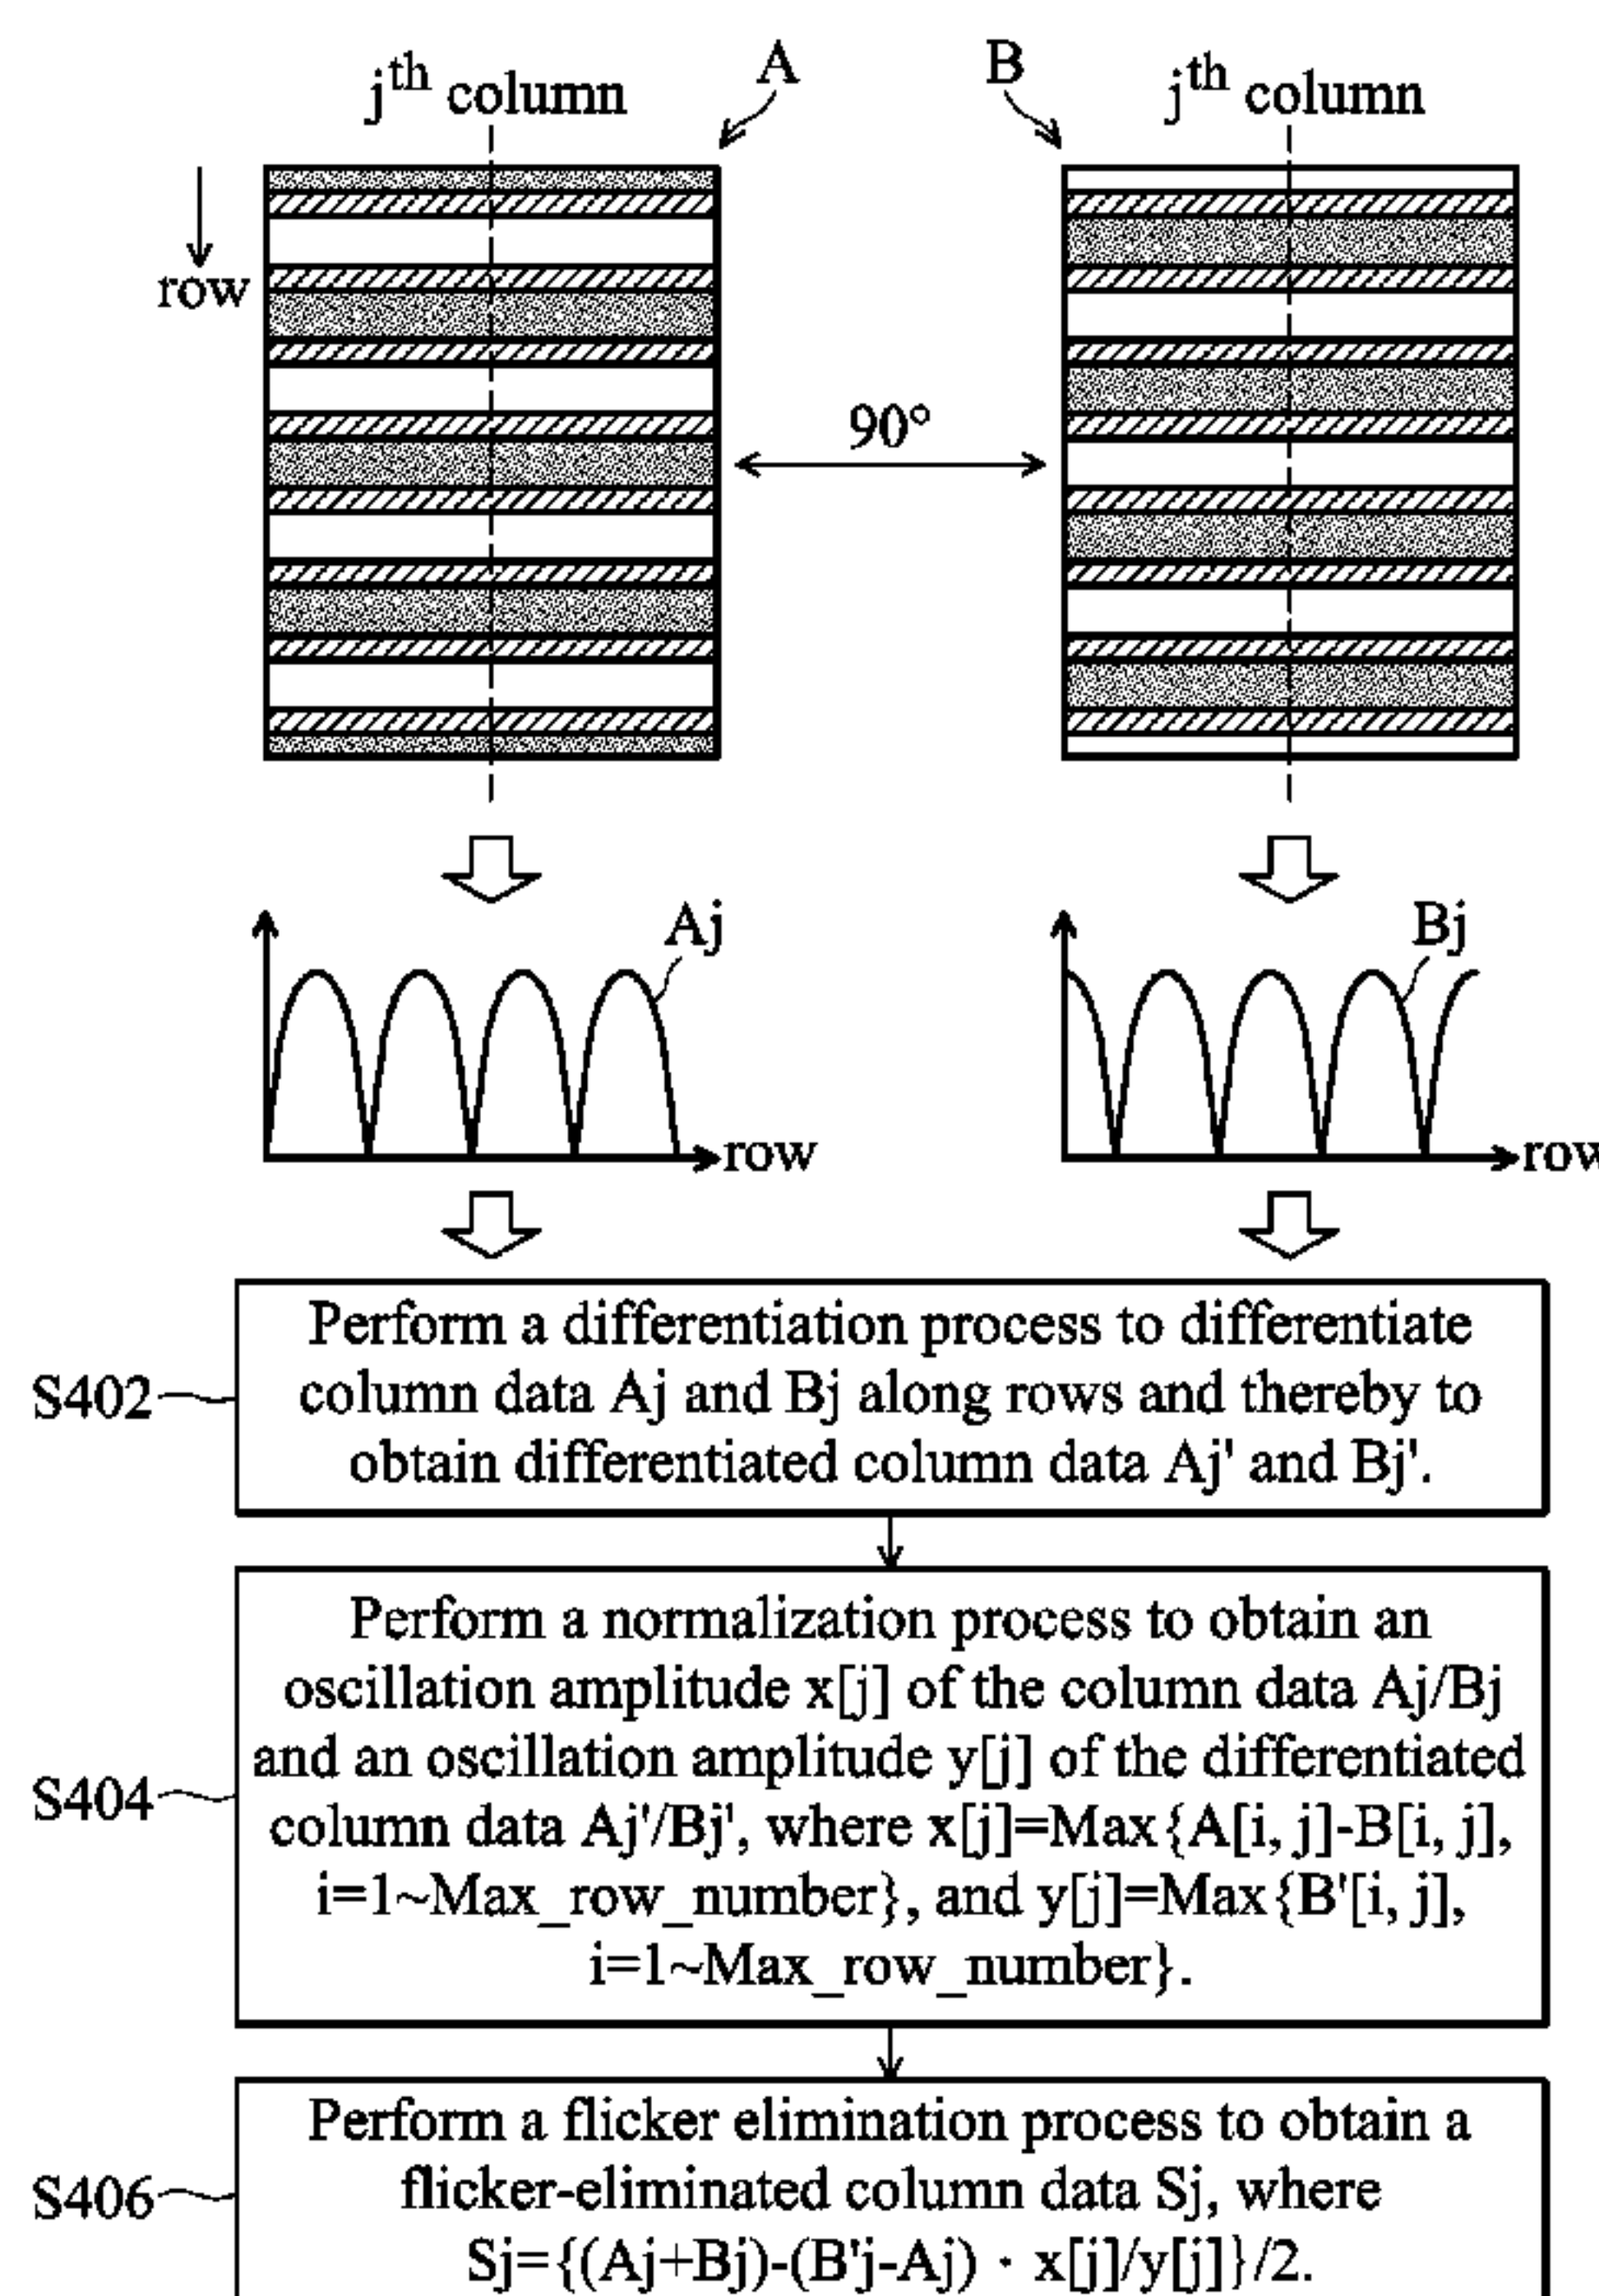 jth column
A
B
jth column
row
90°
Aj
Bj
row
row
S402
Perform a differentiation process to differentiate
column data Aj and Bj along rows and thereby to
obtain differentiated column data Aj' and Bj'.
S404
Perform a normalization process to obtain an
oscillation amplitude x[j] of the column data Aj/Bj
and an oscillation amplitude y[j] of the differentiated
column data Aj'/Bj', where x[j]=Max{A[i, j]-B[i, j],
i=1~Max_row_number}, and y[j]=Max{B'[i, j],
i=1~Max_row_number}.
S406
Perform a flicker elimination process to obtain a
flicker-eliminated column data Sj, where
Sj={(Aj+Bj)-(B'j-Aj) · x[j]/y[j]}/2.